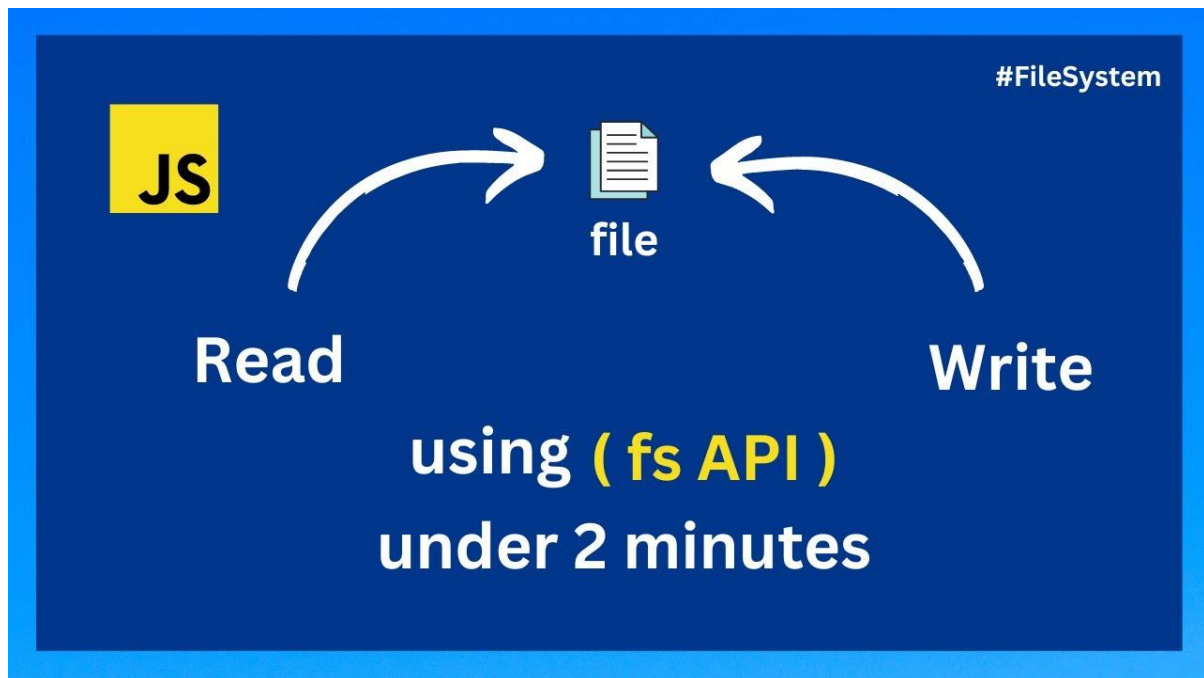 #FileSystem
JS
file
Read
Write
using ( fs API )
under 2 minutes